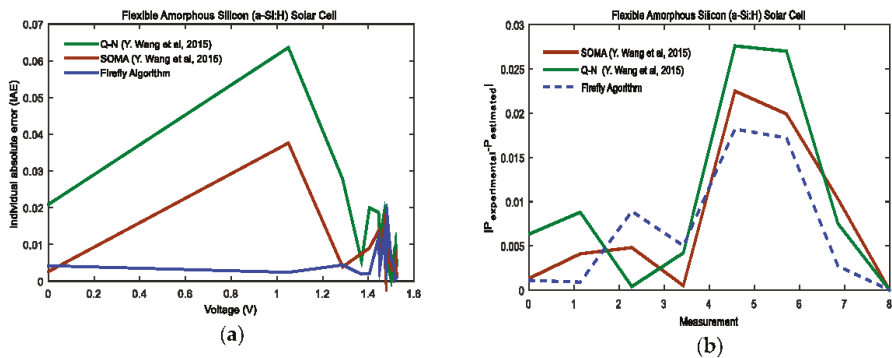 Flexible Amorphous Silicon (a-Si:H) Solar Cell
0.07
0.06
0.05
0.04
0.03
0.02
0.01
0
Individual absolute error (IAE)
Q-N (Y. Wang et al, 2015)
SOMA (Y. Wang et al, 2015)
Firefly Algorithm
0
0.2
0.4
0.6
0.8
1
1.2
1.4
1.6
Voltage (V)
(a)
Flexible Amorphous Silicon (a-Si:H) Solar Cell
0.03
0.025
0.02
0.015
0.01
0.005
0
|P experimental-P estimated|
SOMA (Y. Wang et al, 2015)
Q-N (Y. Wang et al, 2015)
Firefly Agorithm
0
1
2
3
4
5
6
7
8
Measurement
(b)